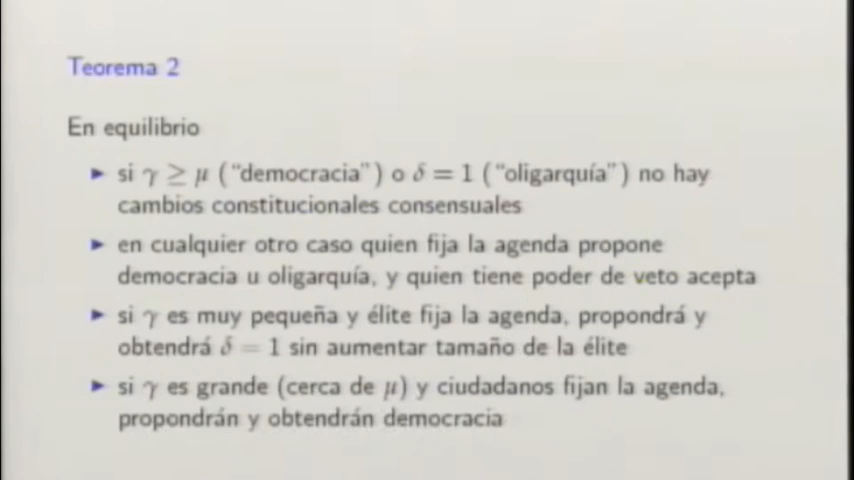 Teorema 2
En equilibrio
► si γ ≥ μ ("democracia") o δ = 1 ("oligarquía") no hay
cambios constitucionales consensuales
► en cualquier otro caso quien fija la agenda propone
democracia u oligarquía, y quien tiene poder de veto acepta
► si γ es muy pequeña y élite fija la agenda, propondrá y
obtendrá δ = 1 sin aumentar tamaño de la élite
► si γ es grande (cerca de μ) y ciudadanos fijan la agenda,
propondrán y obtendrán democracia